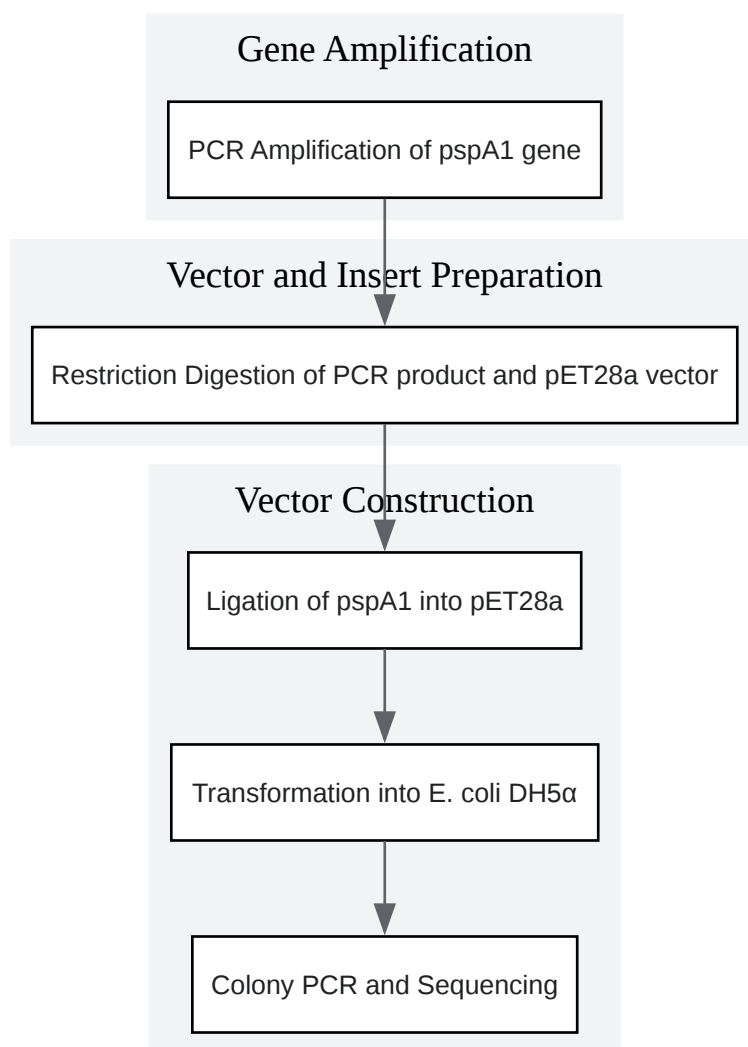 Gene Amplification
PCR Amplification of pspA1 gene
Vector and Insert Preparation
Restriction Digestion of PCR product and pET28a vector
Vector Construction
Ligation of pspA1 into pET28a
Transformation into E. coli DH5α
Colony PCR and Sequencing